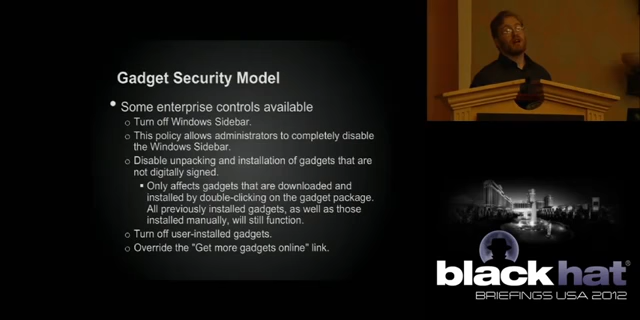 Gadget Security Model
• Some enterprise controls available
○ Turn off Windows Sidebar.
○ This policy allows administrators to completely disable
the Windows Sidebar.
○ Disable unpacking and installation of gadgets that are
not digitally signed.
▪ Only affects gadgets that are downloaded and
installed by double-clicking on the gadget package.
All previously installed gadgets, as well as those
installed manually, will still function.
○ Turn off user-installed gadgets.
○ Override the "Get more gadgets online" link.
black hat
BRIEFINGS USA 2012